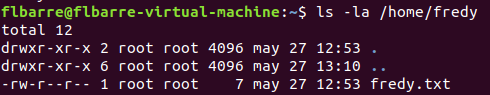 flbarre@flbarre-virtual-machine:~$ ls -la /home/fredy
total 12
drwxr-xr-x 2 root root 4096 may 27 12:53 .
drwxr-xr-x 6 root root 4096 may 27 13:10 ..
-rw-r--r-- 1 root root    7 may 27 12:53 fredy.txt